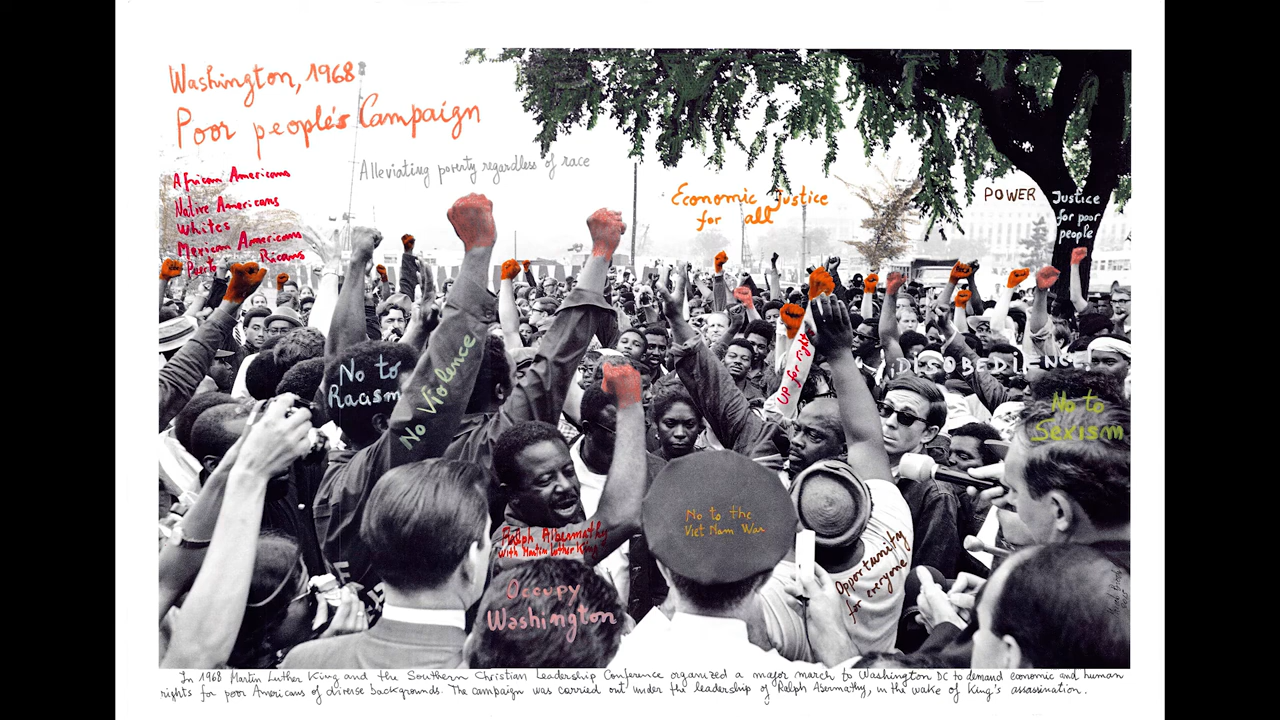 Washington, 1968
Poor people's Campaign
Alleviating poverty regardless of race
African Americans
Native Americans
Whites
Mexican Americans
Puerto Ricans
Economic Justice
for all
POWER
Justice
for poor
people
UP for right
¡DISOBEDIENCE!
No to
Racism
No Violence
No to
Sexism
No to the
Viet Nam War
Ralph Abernathy
with Martin Luther King
Opportunity
for everyone
Occupy
Washington
In 1968 Martin Luther King and the Southern Christian Leadership Conference organized a major march to Washington DC to demand economic and human
rights for poor Americans of diverse backgrounds. The campaign was carried out under the leadership of Ralph Abernathy, in the wake of King's assassination.